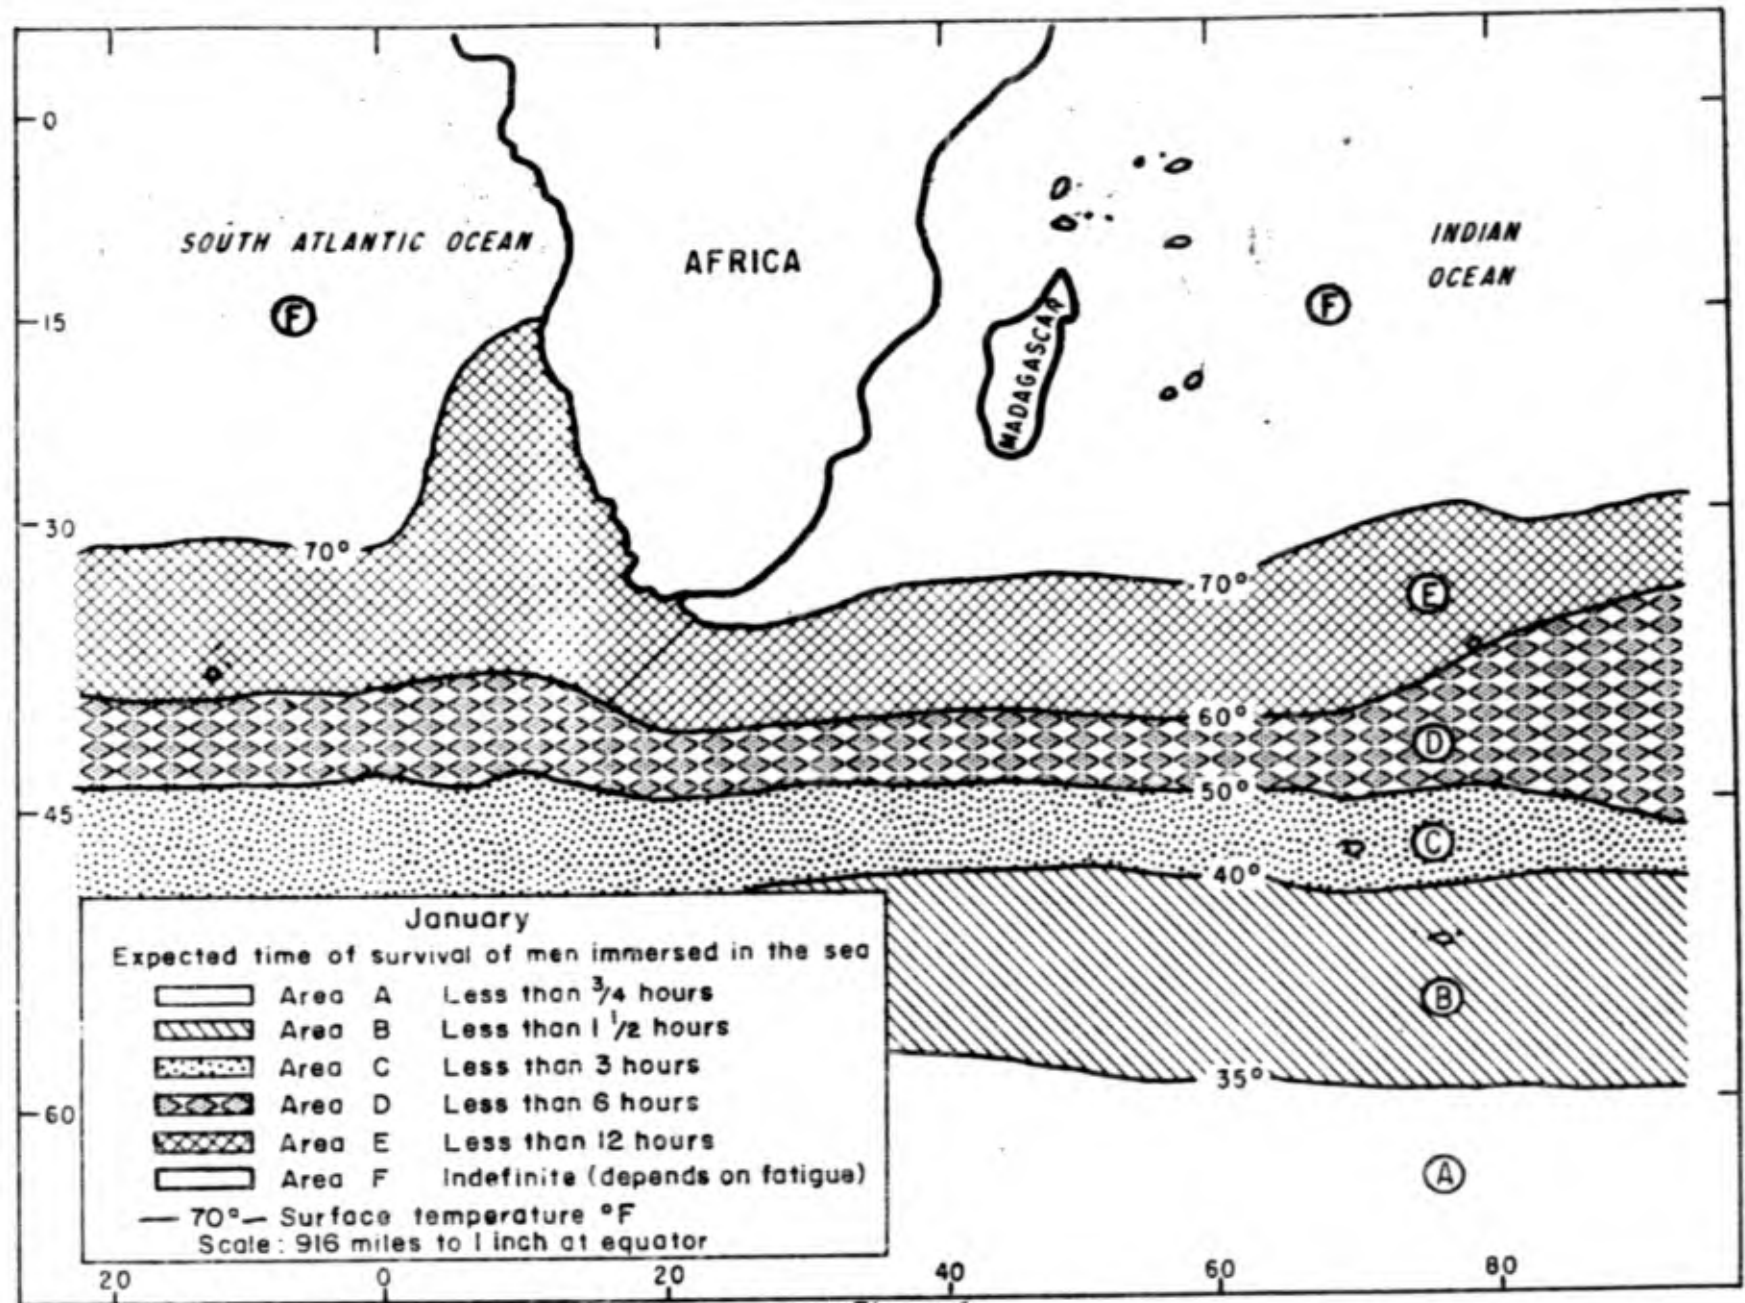 0
SOUTH ATLANTIC OCEAN
AFRICA
INDIAN
OCEAN
F
F
15
MADAGASCAR
30
70°
70°
E
60°
D
50°
45
C
40°
B
35°
60
A
January
Expected time of survival of men immersed in the sea
Area A Less than 3/4 hours
Area B Less than 1 1/2 hours
Area C Less than 3 hours
Area D Less than 6 hours
Area E Less than 12 hours
Area F Indefinite (depends on fatigue)
— 70° — Surface temperature °F
Scale: 916 miles to 1 inch at equator
20 0 20 40 60 80